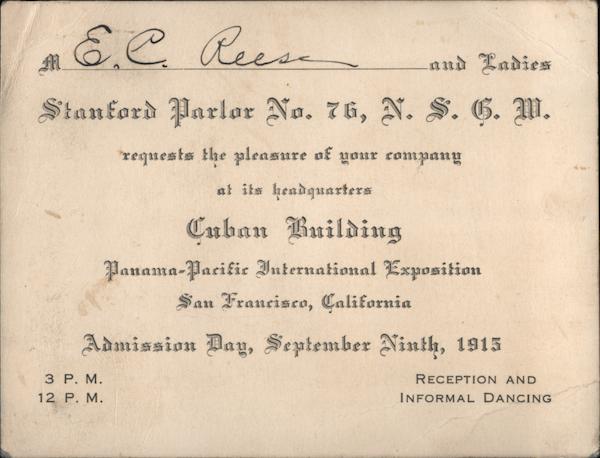 M E. C. Reese and Ladies
Stanford Parlor No. 76, N. S. G. W.
requests the pleasure of your company
at its headquarters
Cuban Building
Panama-Pacific International Exposition
San Francisco, California
Admission Day, September Ninth, 1915
3 P. M.
12 P. M.
RECEPTION AND
INFORMAL DANCING